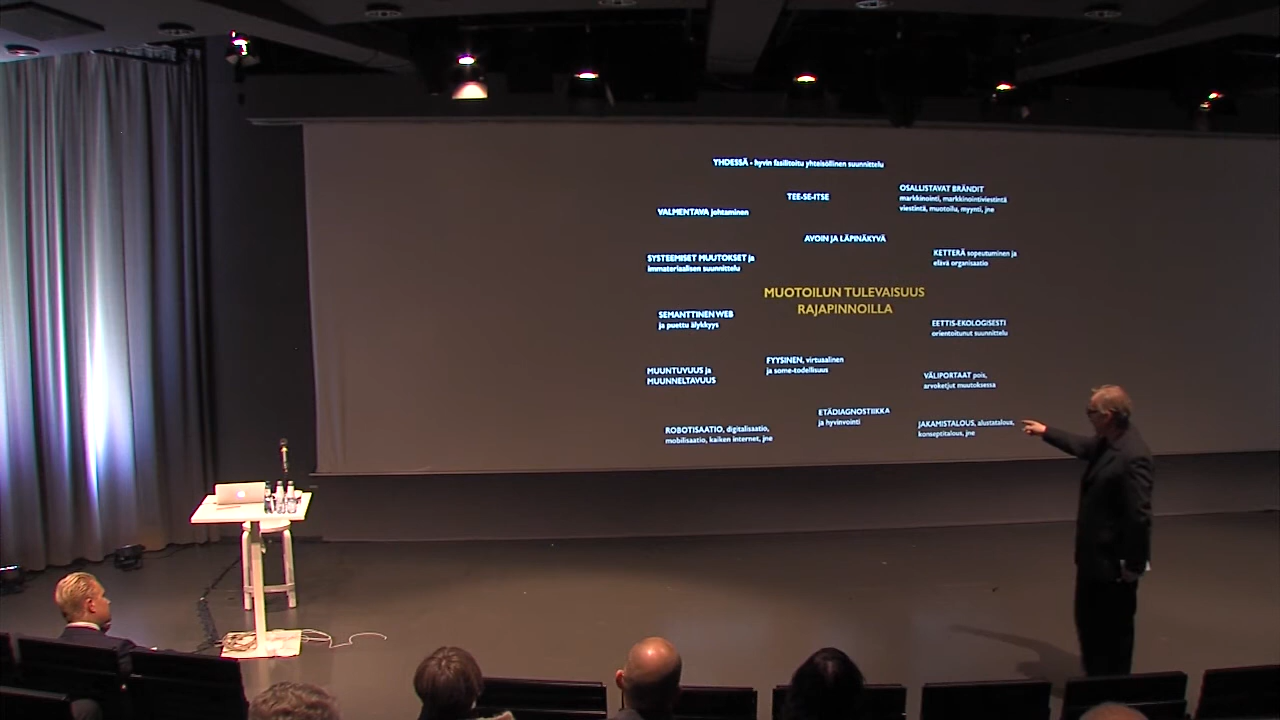 YHDESSÄ - hyvin fasilitoitu yhteisöllinen suunnittelu
TEE-SE-ITSE
OSALLISTAVAT BRÄNDIT
markkinointi, markkinointiviestintä
viestintä, muotoilu, myynti, jne
VALMENTAVA johtaminen
AVOIN JA LÄPINÄKYVÄ
SYSTEEMISET MUUTOKSET ja
immateriaalisen suunnittelu
KETTERÄ sopeutuminen ja
elävä organisaatio
MUOTOILUN TULEVAISUUS
RAJAPINNOILLA
SEMANTTINEN WEB
ja puettu älykkyys
EETTIS-EKOLOGISESTI
orientoitunut suunnittelu
FYYSINEN, virtuaalinen
ja some-todellisuus
MUUNTUVUUS ja
MUUNNELTAVUUS
VÄLIPORTAAT pois,
arvoketjut muutoksessa
ETÄDIAGNOSTIIKKA
ja hyvinvointi
JAKAMISTALOUS, alustatalous,
konseptitalous, jne
ROBOTISAATIO, digitalisaatio,
mobilisaatio, kaiken internet, jne